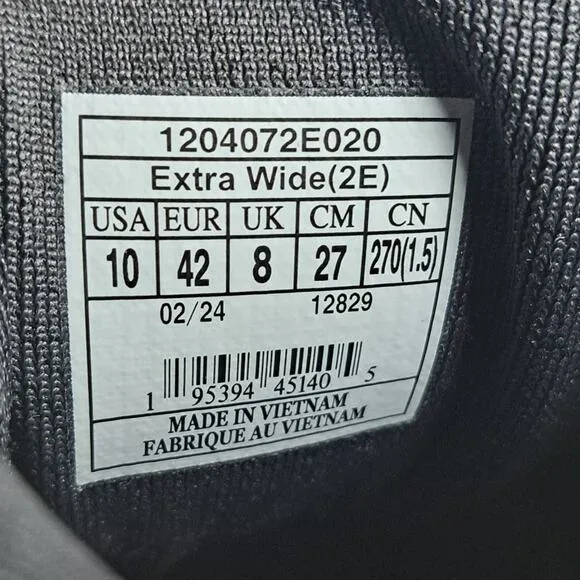 1204072E020
Extra Wide(2E)
USA EUR UK CM CN
10 42 8 27 270(1.5)
02/24 12829
1 95394 45140 5
MADE IN VIETNAM
FABRIQUE AU VIETNAM